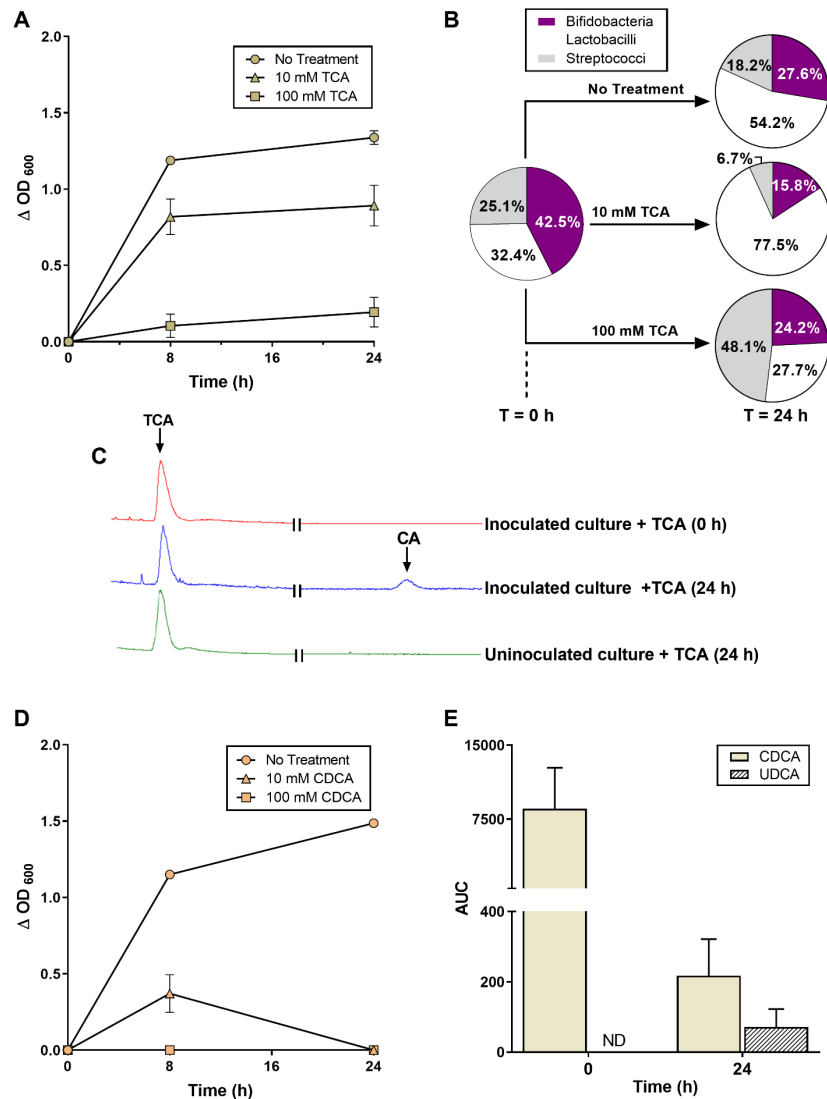 A
2.0
1.5
1.0
0.5
0.0
Δ OD 600
0
8
16
24
Time (h)
No Treatment
10 mM TCA
100 mM TCA
B
Bifidobacteria
Lactobacilli
Streptococci
25.1%
42.5%
32.4%
No Treatment
10 mM TCA
100 mM TCA
18.2%
27.6%
54.2%
6.7%
15.8%
77.5%
48.1%
24.2%
27.7%
T = 0 h
T = 24 h
C
TCA
CA
Inoculated culture + TCA (0 h)
Inoculated culture +TCA (24 h)
Uninoculated culture + TCA (24 h)
D
2.0
1.5
1.0
0.5
0.0
Δ OD 600
0
8
16
24
Time (h)
No Treatment
10 mM CDCA
100 mM CDCA
E
15000
7500
400
200
0
AUC
ND
0
24
Time (h)
CDCA
UDCA